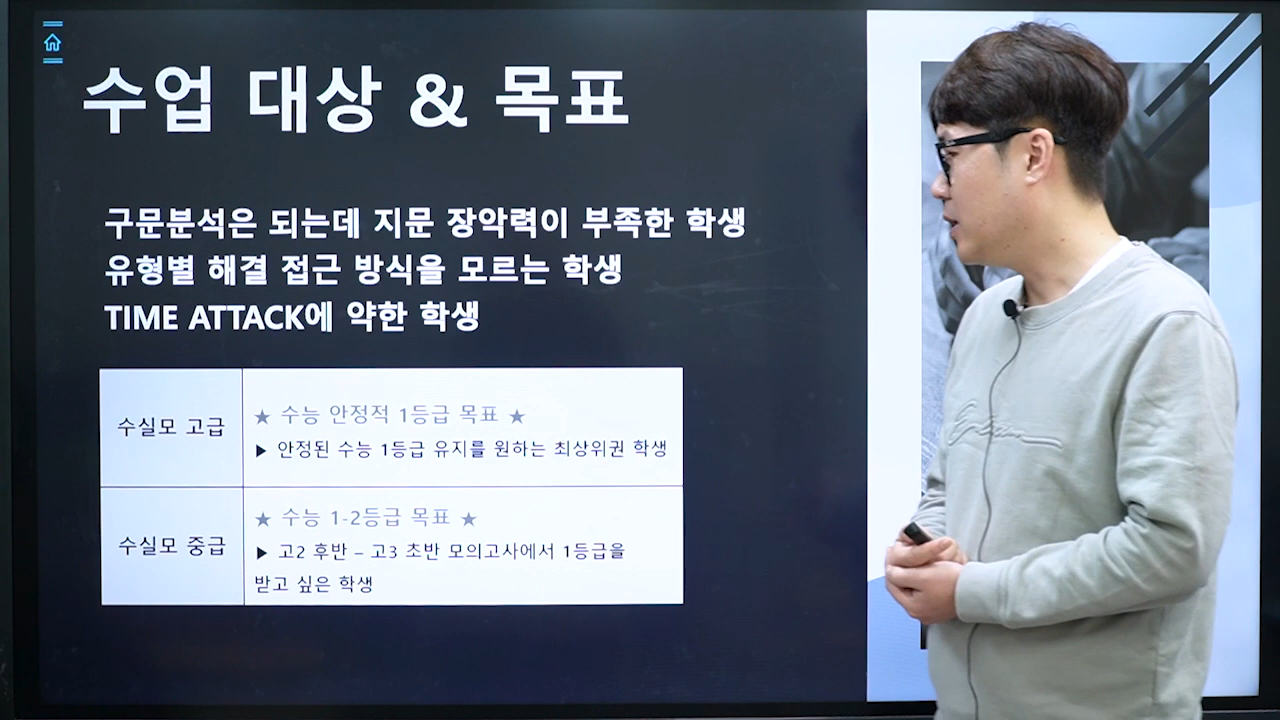 수업 대상 & 목표
구문분석은 되는데 지문 장악력이 부족한 학생
유형별 해결 접근 방식을 모르는 학생
TIME ATTACK에 약한 학생
수실모 고급
★ 수능 안정적 1등급 목표 ★
▶ 안정된 수능 1등급 유지를 원하는 최상위권 학생
수실모 중급
★ 수능 1-2등급 목표 ★
▶ 고2 후반 – 고3 초반 모의고사에서 1등급을
받고 싶은 학생